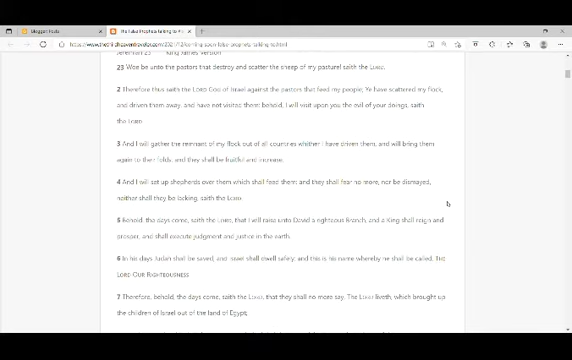 Jeremiah 23 King James Version
23 Woe be unto the pastors that destroy and scatter the sheep of my pasture! saith the LORD.
2 Therefore thus saith the LORD GOD of Israel against the pastors that feed my people; Ye have scattered my flock,
and driven them away, and have not visited them: behold, I will visit upon you the evil of your doings, saith
the LORD.
3 And I will gather the remnant of my flock out of all countries whither I have driven them, and will bring them
again to their folds; and they shall be fruitful and increase.
4 And I will set up shepherds over them which shall feed them: and they shall fear no more, nor be dismayed,
neither shall they be lacking, saith the LORD.
5 Behold, the days come, saith the LORD, that I will raise unto David a righteous Branch, and a King shall reign and
prosper, and shall execute judgment and justice in the earth.
6 In his days Judah shall be saved, and Israel shall dwell safely: and this is his name whereby he shall be called, THE
LORD OUR RIGHTEOUSNESS
7 Therefore, behold, the days come, saith the LORD, that they shall no more say, The LORD liveth, which brought up
the children of Israel out of the land of Egypt;